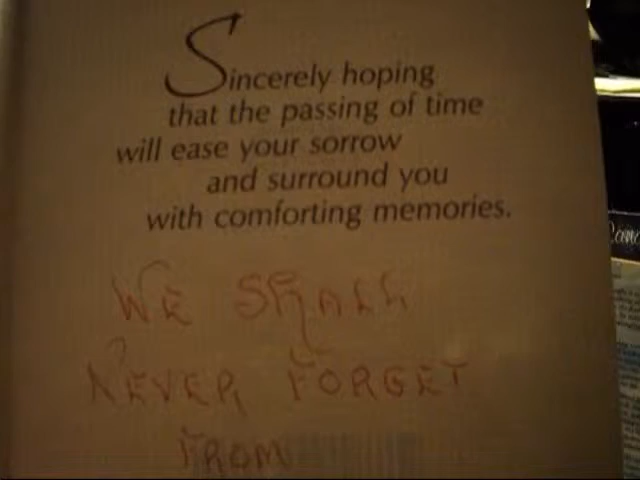 Sincerely hoping
that the passing of time
will ease your sorrow
and surround you
with comforting memories.
WE SHALL
NEVER FORGET
FROM